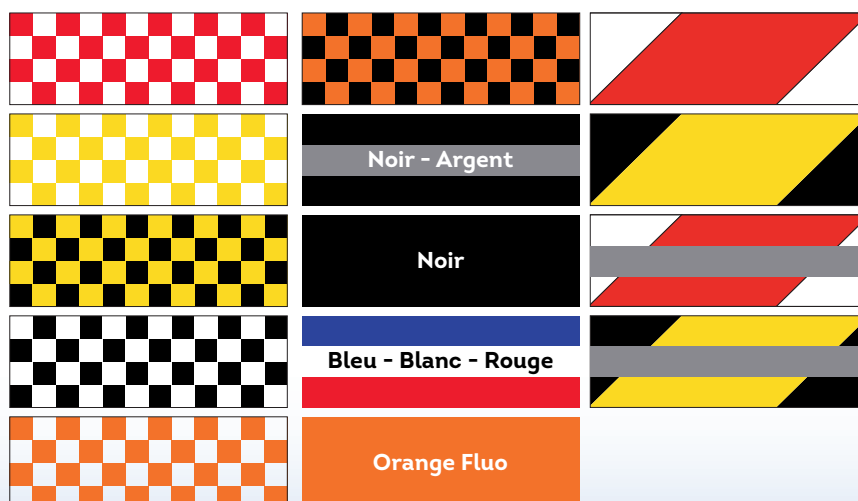 Noir - Argent
Noir
Bleu - Blanc - Rouge
Orange Fluo